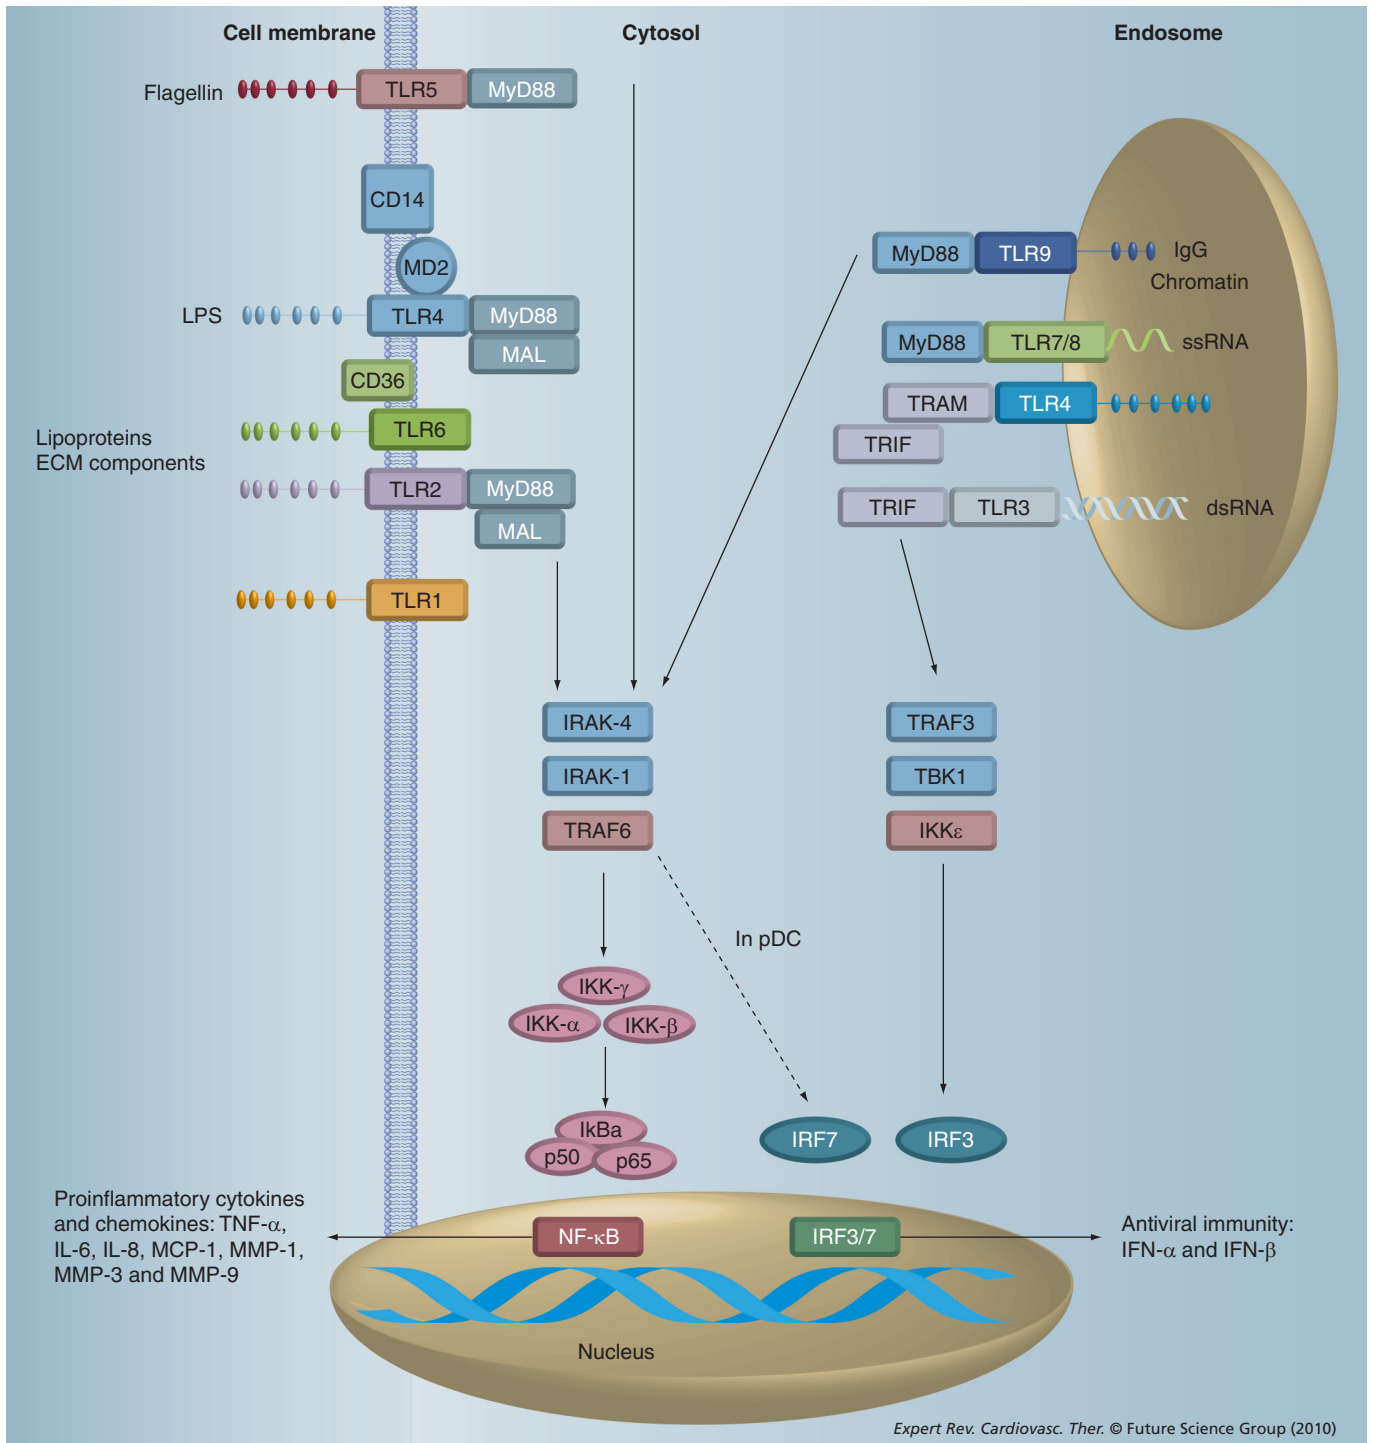 Cell membrane
Cytosol
Endosome
Flagellin
TLR5
MyD88
CD14
MD2
LPS
TLR4
MyD88
MAL
CD36
TLR6
Lipoproteins
ECM components
TLR2
MyD88
MAL
TLR1
MyD88
TLR9
IgG
Chromatin
MyD88
TLR7/8
ssRNA
TRAM
TLR4
TRIF
TRIF
TLR3
dsRNA
IRAK-4
IRAK-1
TRAF6
TRAF3
TBK1
IKKε
In pDC
IKK-γ
IKK-α
IKK-β
IkBa
p50
p65
IRF7
IRF3
Proinflammatory cytokines
and chemokines: TNF-α,
IL-6, IL-8, MCP-1, MMP-1,
MMP-3 and MMP-9
NF-κB
IRF3/7
Antiviral immunity:
IFN-α and IFN-β
Nucleus
Expert Rev. Cardiovasc. Ther. © Future Science Group (2010)